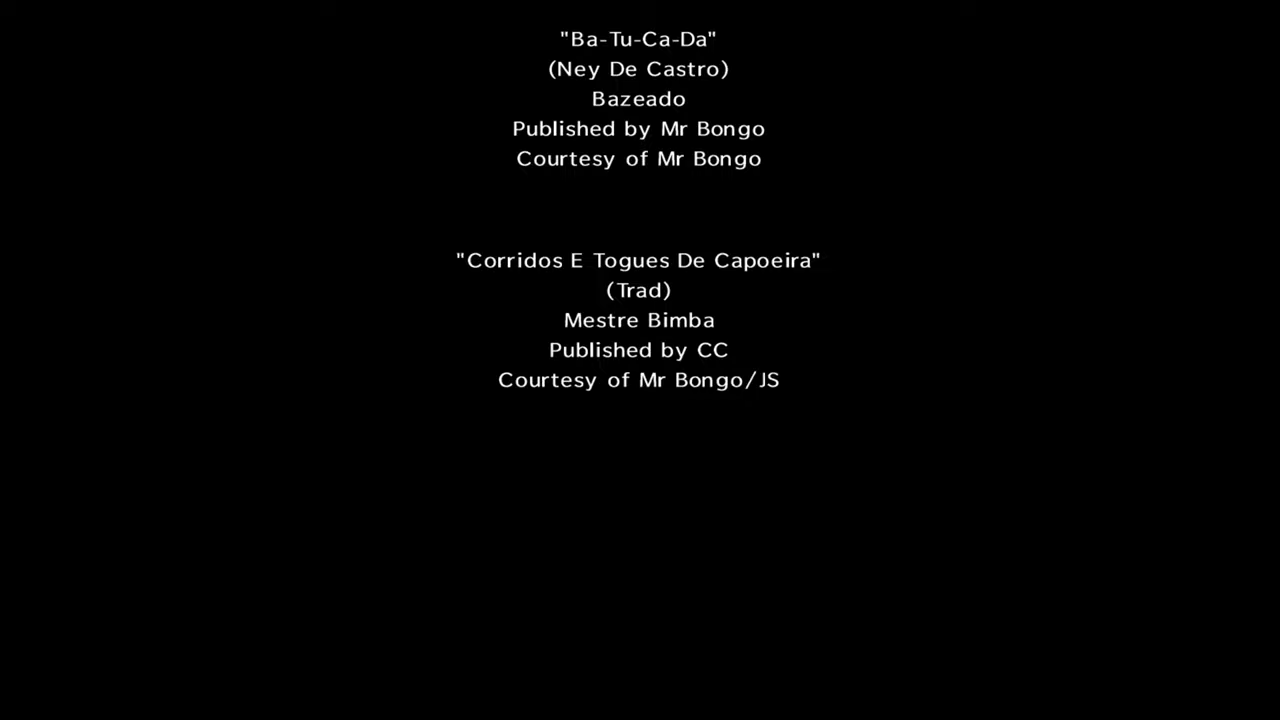 "Ba-Tu-Ca-Da"
(Ney De Castro)
Bazeado
Published by Mr Bongo
Courtesy of Mr Bongo
"Corridos E Togues De Capoeira"
(Trad)
Mestre Bimba
Published by CC
Courtesy of Mr Bongo/JS